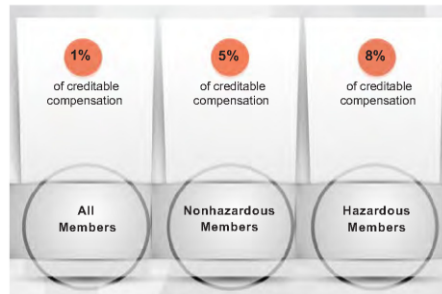 1%
of creditable
compensation
All
Members
5%
of creditable
compensation
Nonhazardous
Members
8%
of creditable
compensation
Hazardous
Members